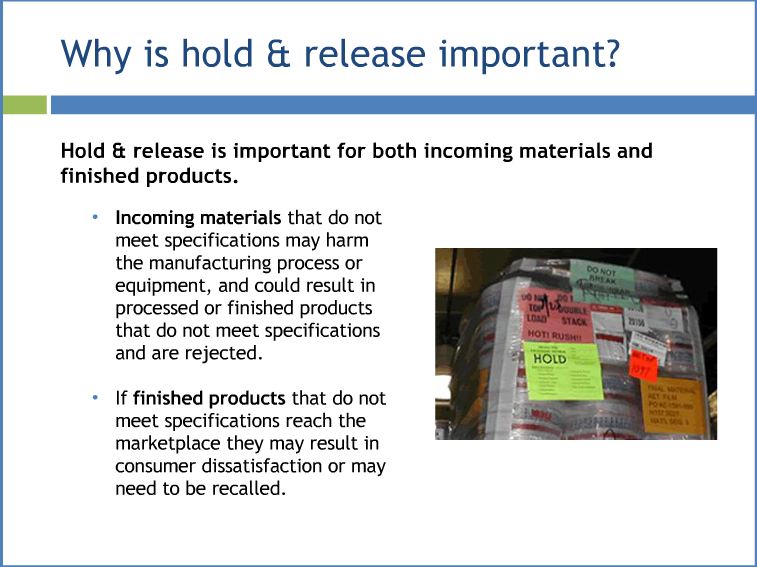 Why is hold & release important?
Hold & release is important for both incoming materials and
finished products.
• Incoming materials that do not
meet specifications may harm
the manufacturing process or
equipment, and could result in
processed or finished products
that do not meet specifications
and are rejected.
• If finished products that do not
meet specifications reach the
marketplace they may result in
consumer dissatisfaction or may
need to be recalled.
DO NOT
BREAK
DOUBLE
LOAD STACK
HOT! RUSH!!
HOLD
20156
TRIAL MATERIAL